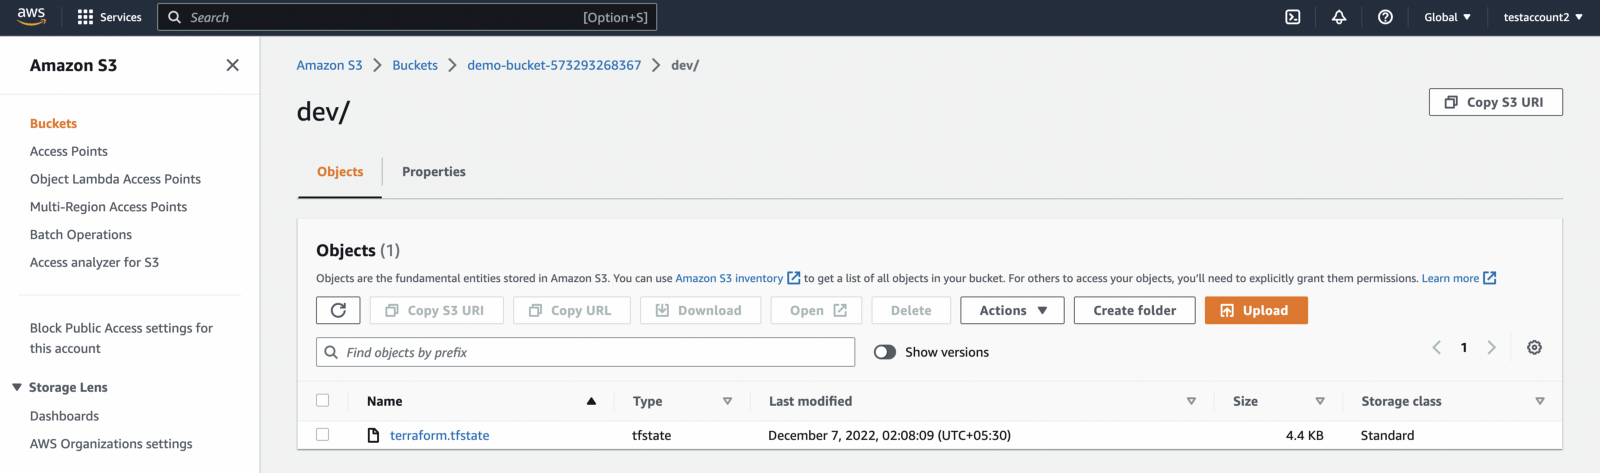 aws Services Search [Option+S] Global testaccount2
Amazon S3
Buckets
Access Points
Object Lambda Access Points
Multi-Region Access Points
Batch Operations
Access analyzer for S3
Block Public Access settings for
this account
Storage Lens
Dashboards
AWS Organizations settings
Amazon S3 Buckets demo-bucket-573293268367 dev/
dev/
Copy S3 URI
Objects Properties
Objects (1)
Objects are the fundamental entities stored in Amazon S3. You can use Amazon S3 inventory to get a list of all objects in your bucket. For others to access your objects, you'll need to explicitly grant them permissions. Learn more
Copy S3 URI Copy URL Download Open Delete Actions Create folder Upload
Find objects by prefix Show versions 1
Name Type Last modified Size Storage class
terraform.tfstate tfstate December 7, 2022, 02:08:09 (UTC+05:30) 4.4 KB Standard